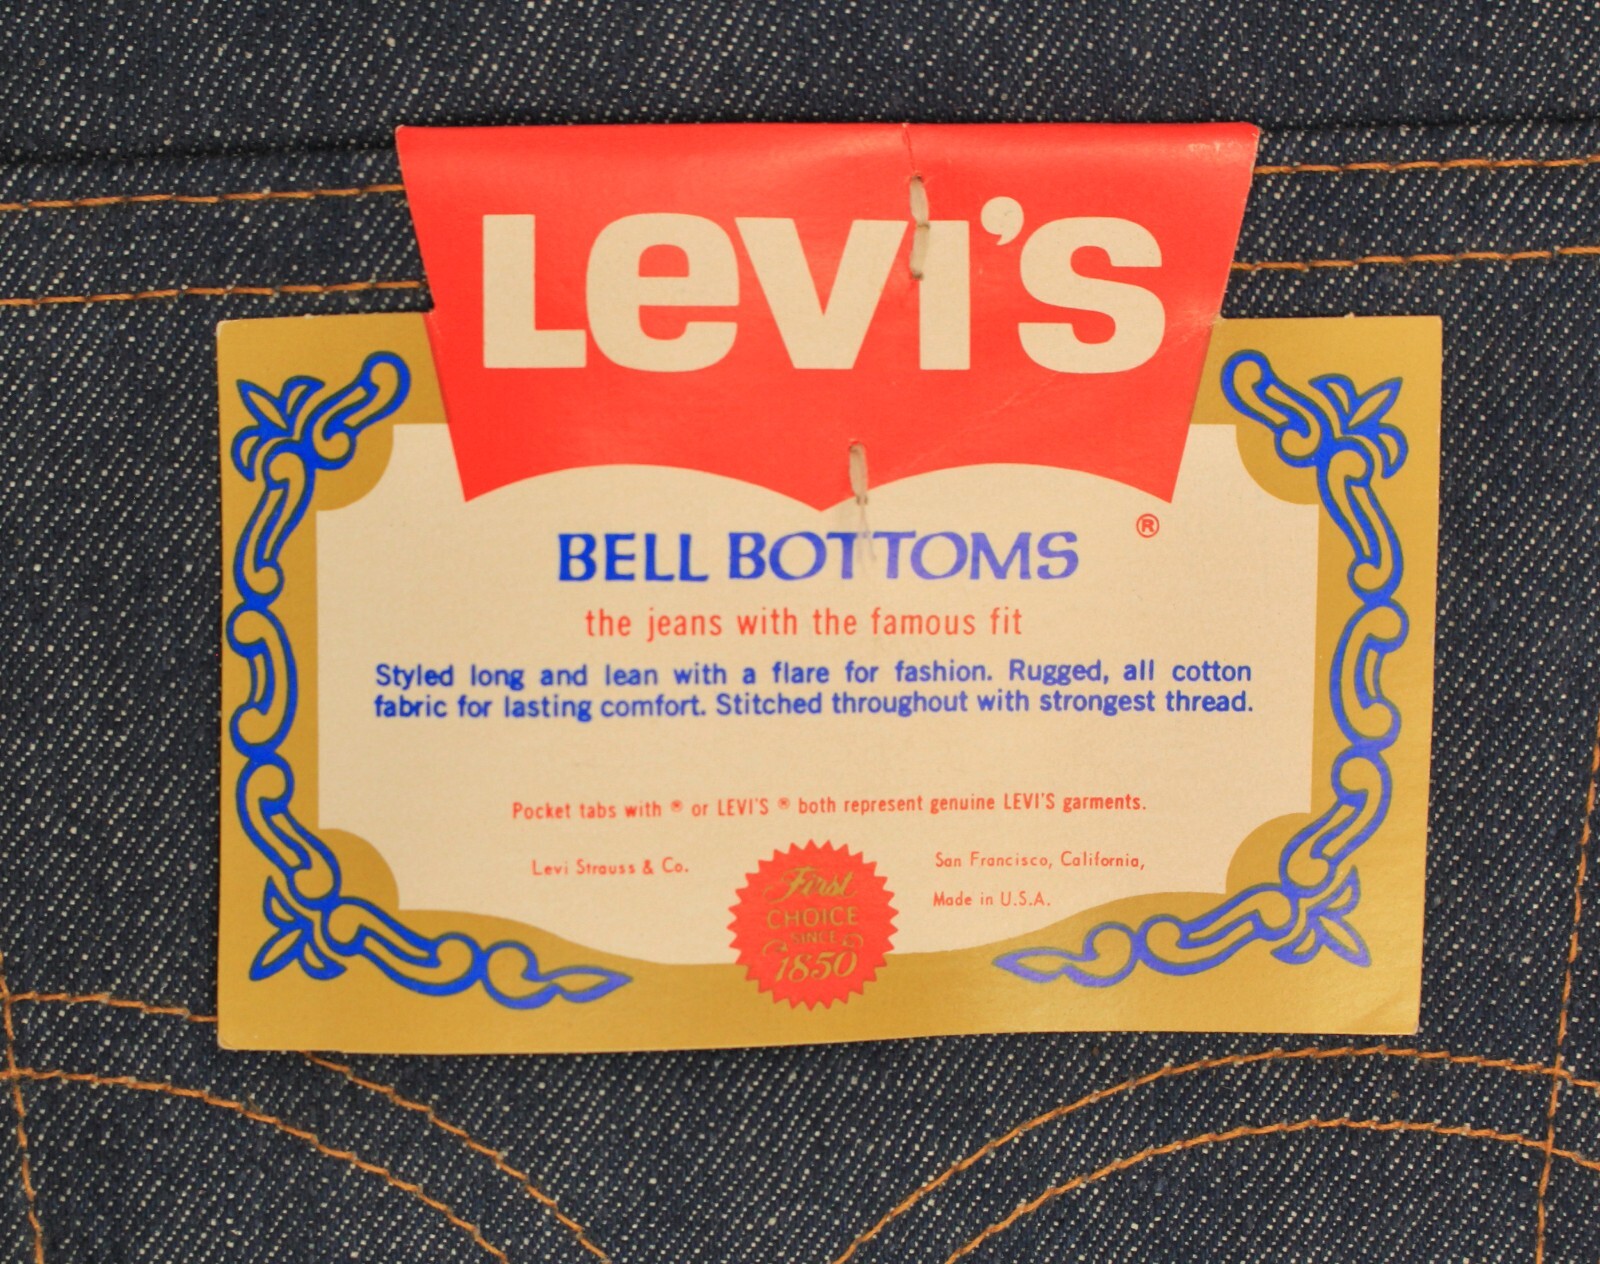 Levi's
®
BELL BOTTOMS
the jeans with the famous fit
Styled long and lean with a flare for fashion. Rugged, all cotton
fabric for lasting comfort. Stitched throughout with strongest thread.
Pocket tabs with ® or LEVI'S ® both represent genuine LEVI'S garments.
Levi Strauss & Co.
San Francisco, California,
Made in U.S.A.
First
CHOICE
SINCE
1850